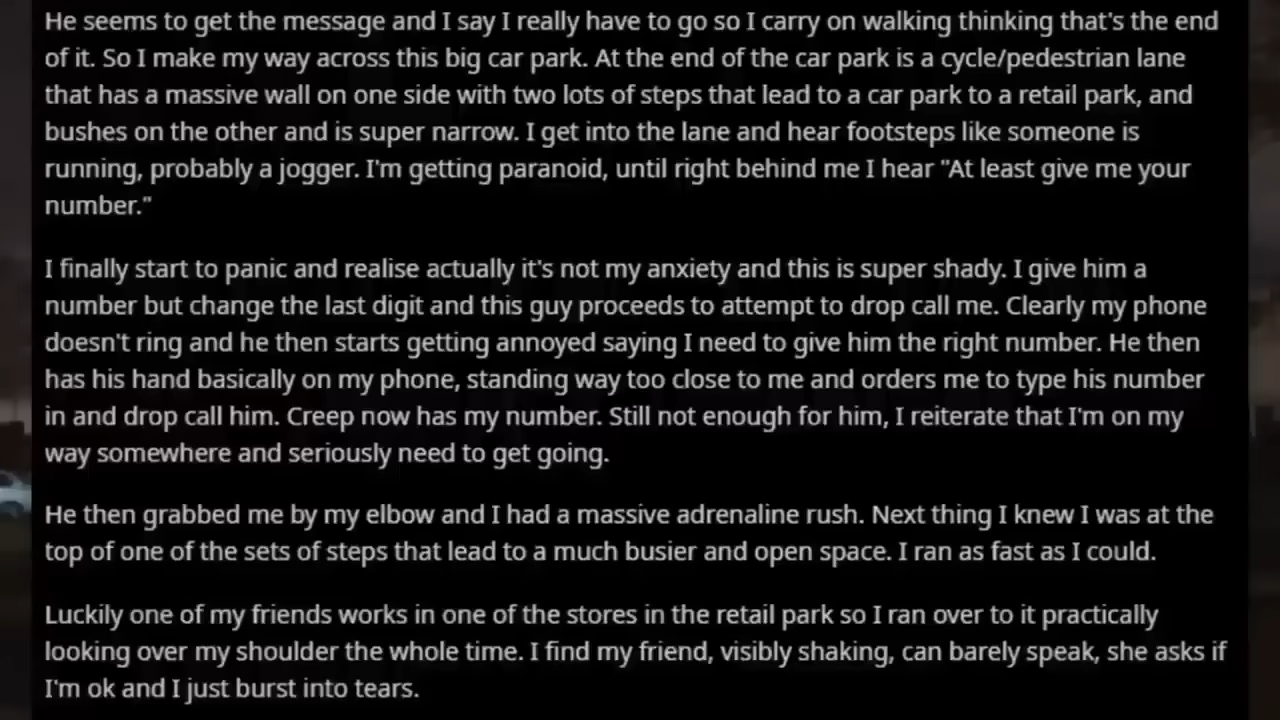 He seems to get the message and I say I really have to go so I carry on walking thinking that's the end
of it. So I make my way across this big car park. At the end of the car park is a cycle/pedestrian lane
that has a massive wall on one side with two lots of steps that lead to a car park to a retail park, and
bushes on the other and is super narrow. I get into the lane and hear footsteps like someone is
running, probably a jogger. I'm getting paranoid, until right behind me I hear "At least give me your
number."
I finally start to panic and realise actually it's not my anxiety and this is super shady. I give him a
number but change the last digit and this guy proceeds to attempt to drop call me. Clearly my phone
doesn't ring and he then starts getting annoyed saying I need to give him the right number. He then
has his hand basically on my phone, standing way too close to me and orders me to type his number
in and drop call him. Creep now has my number. Still not enough for him, I reiterate that I'm on my
way somewhere and seriously need to get going.
He then grabbed me by my elbow and I had a massive adrenaline rush. Next thing I knew I was at the
top of one of the sets of steps that lead to a much busier and open space. I ran as fast as I could.
Luckily one of my friends works in one of the stores in the retail park so I ran over to it practically
looking over my shoulder the whole time. I find my friend, visibly shaking, can barely speak, she asks if
I'm ok and I just burst into tears.